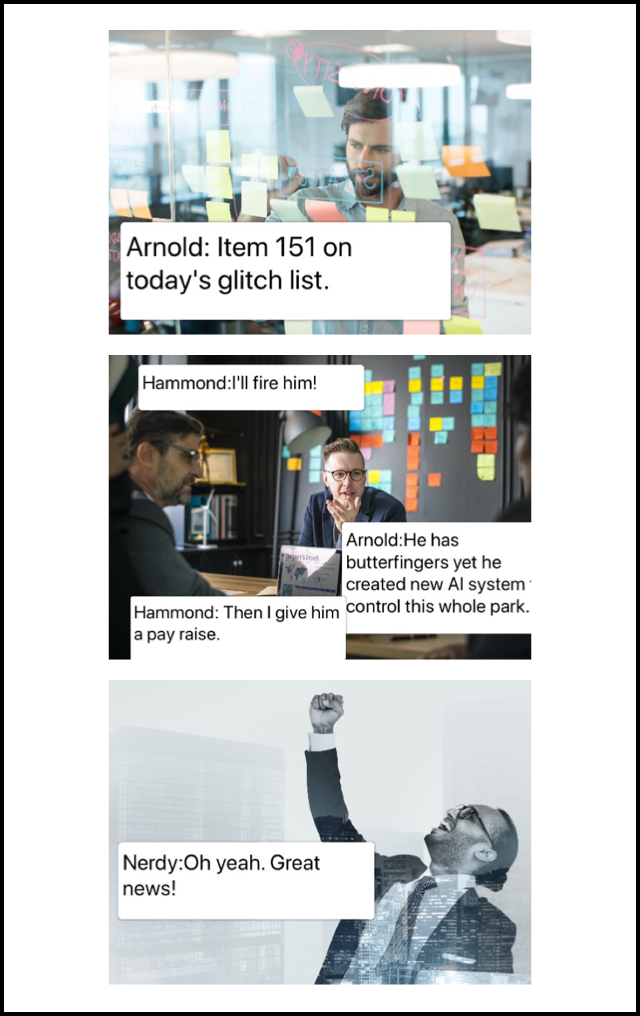 Arnold: Item 151 on
today's glitch list.
Hammond:I'll fire him!
Arnold:He has
butterfingers yet he
created new AI system
control this whole park.
Hammond: Then I give him
a pay raise.
Nerdy:Oh yeah. Great
news!